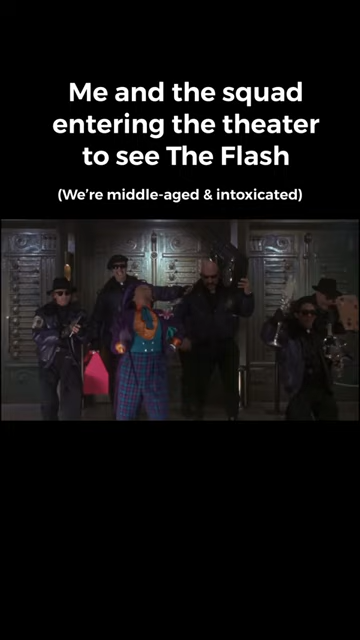 Me and the squad
entering the theater
to see The Flash
(We're middle-aged & intoxicated)